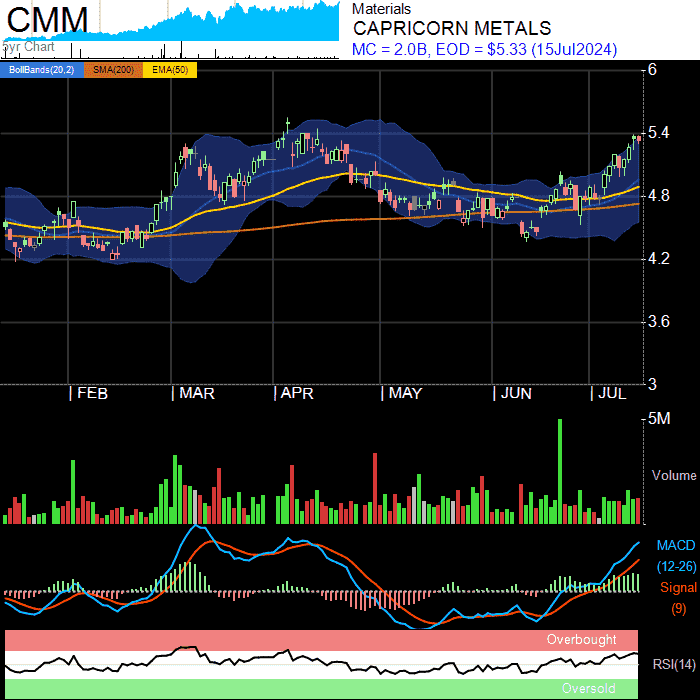 CMM
5yr Chart
Materials
CAPRICORN METALS
MC = 2.0B, EOD = $5.33 (15Jul2024)
BollBands(20,2) SMA(200) EMA(50)
6
5.4
4.8
4.2
3.6
3
| FEB | MAR | APR | MAY | JUN | JUL
5M
Volume
MACD
(12-26)
Signal
(9)
Overbought
RSI(14)
Oversold